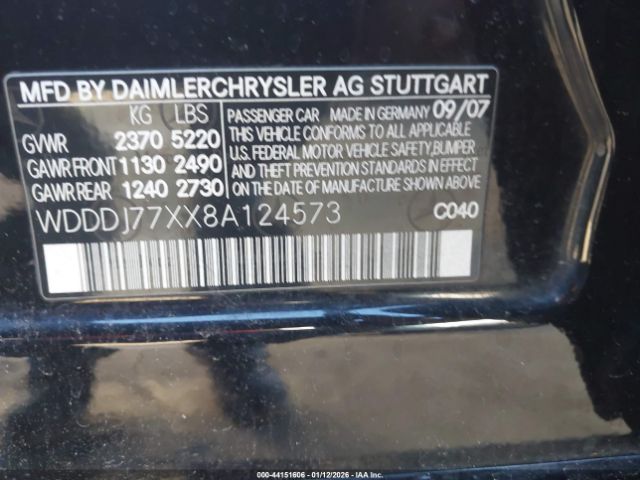 MFD BY DAIMLERCHRYSLER AG STUTTGART
KG LBS
GVWR 2370 5220
GAWR FRONT 1130 2490
GAWR REAR 1240 2730
PASSENGER CAR MADE IN GERMANY 09/07
THIS VEHICLE CONFORMS TO ALL APPLICABLE
U.S. FEDERAL MOTOR VEHICLE SAFETY, BUMPER
AND THEFT PREVENTION STANDARDS IN EFFECT
ON THE DATE OF MANUFACTURE SHOWN ABOVE.
WDDDJ77XX8A124573 C040
000-44151606 - 01/12/2026 - IAAI Inc.